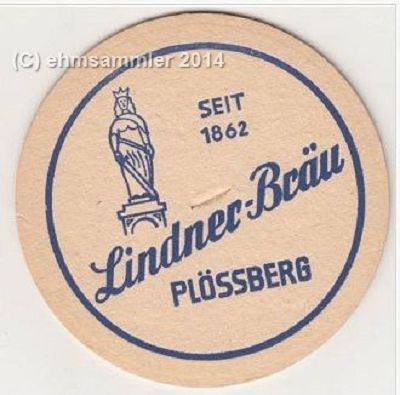 (C) ehmsammler 2014
SEIT
1862
Lindner-Bräu
PLÖSSBERG